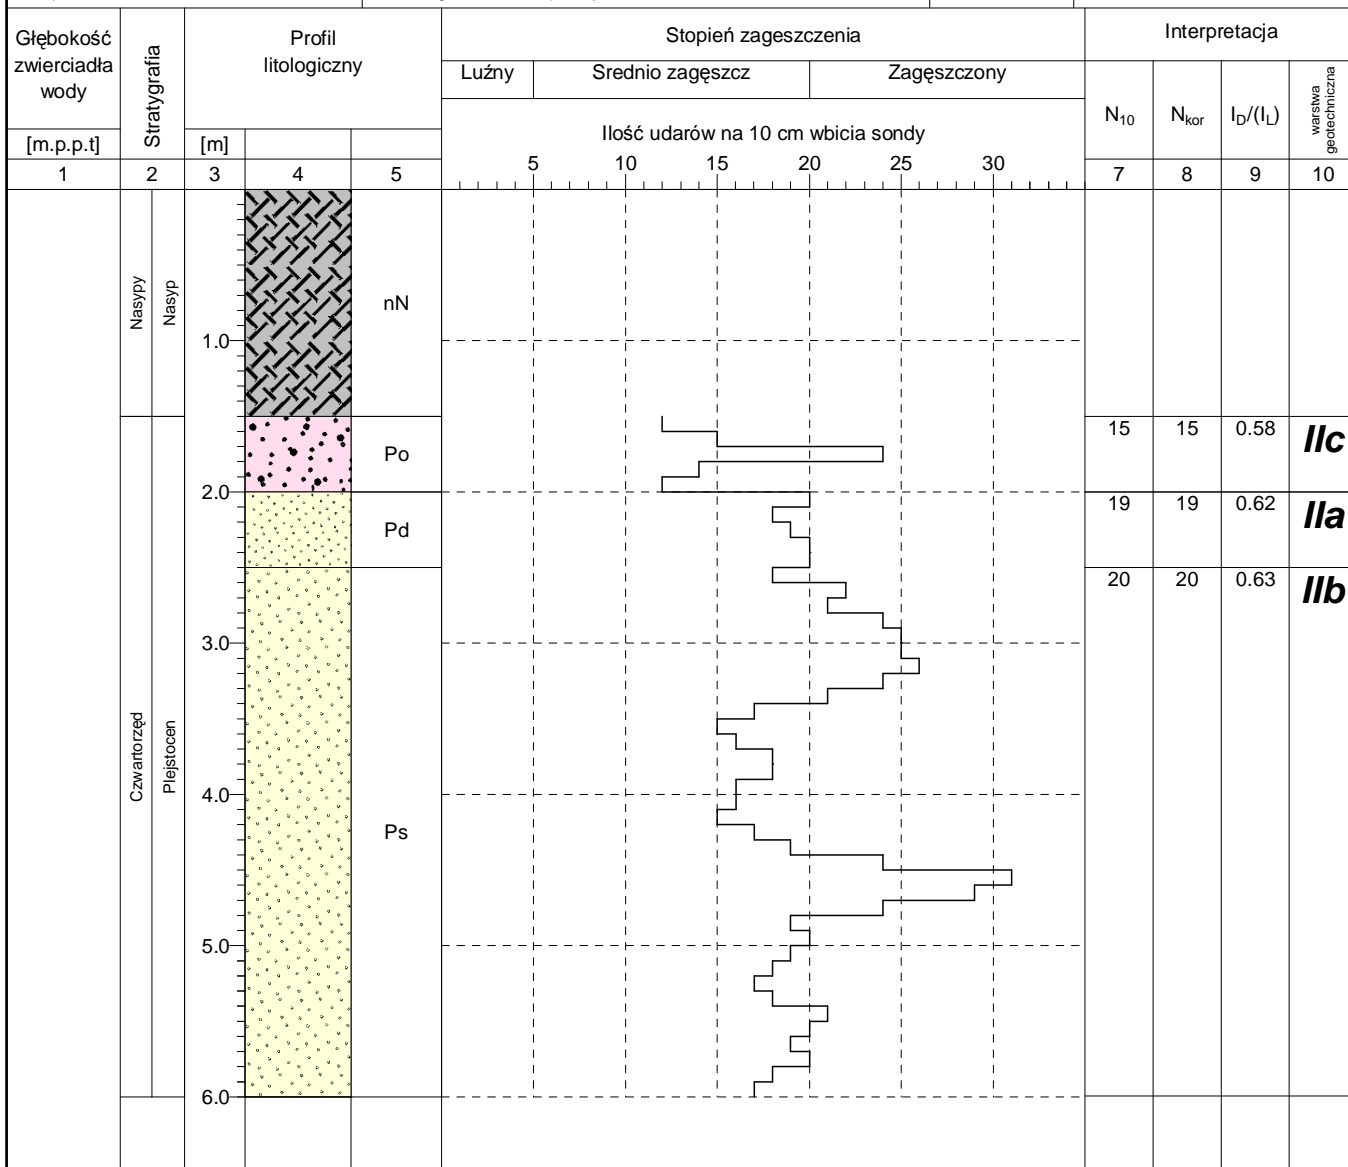 Głębokość
zwierciadła
wody
[m.p.p.t]
Stratygrafia
Profil
litologiczny
[m]
Stopień zageszczenia
Luźny Srednio zagęszcz Zagęszczony
Ilość udarów na 10 cm wbicia sondy
5 10 15 20 25 30
Interpretacja
N10 Nkor ID/(IL) warstwa
geotechniczna
1 2 3 4 5 7 8 9 10
Nasypy Nasyp
nN
1.0
Po
15 15 0.58 IIc
2.0
Pd
19 19 0.62 IIa
20 20 0.63 IIb
3.0
Czwartorzęd Plejstocen
4.0
Ps
5.0
6.0